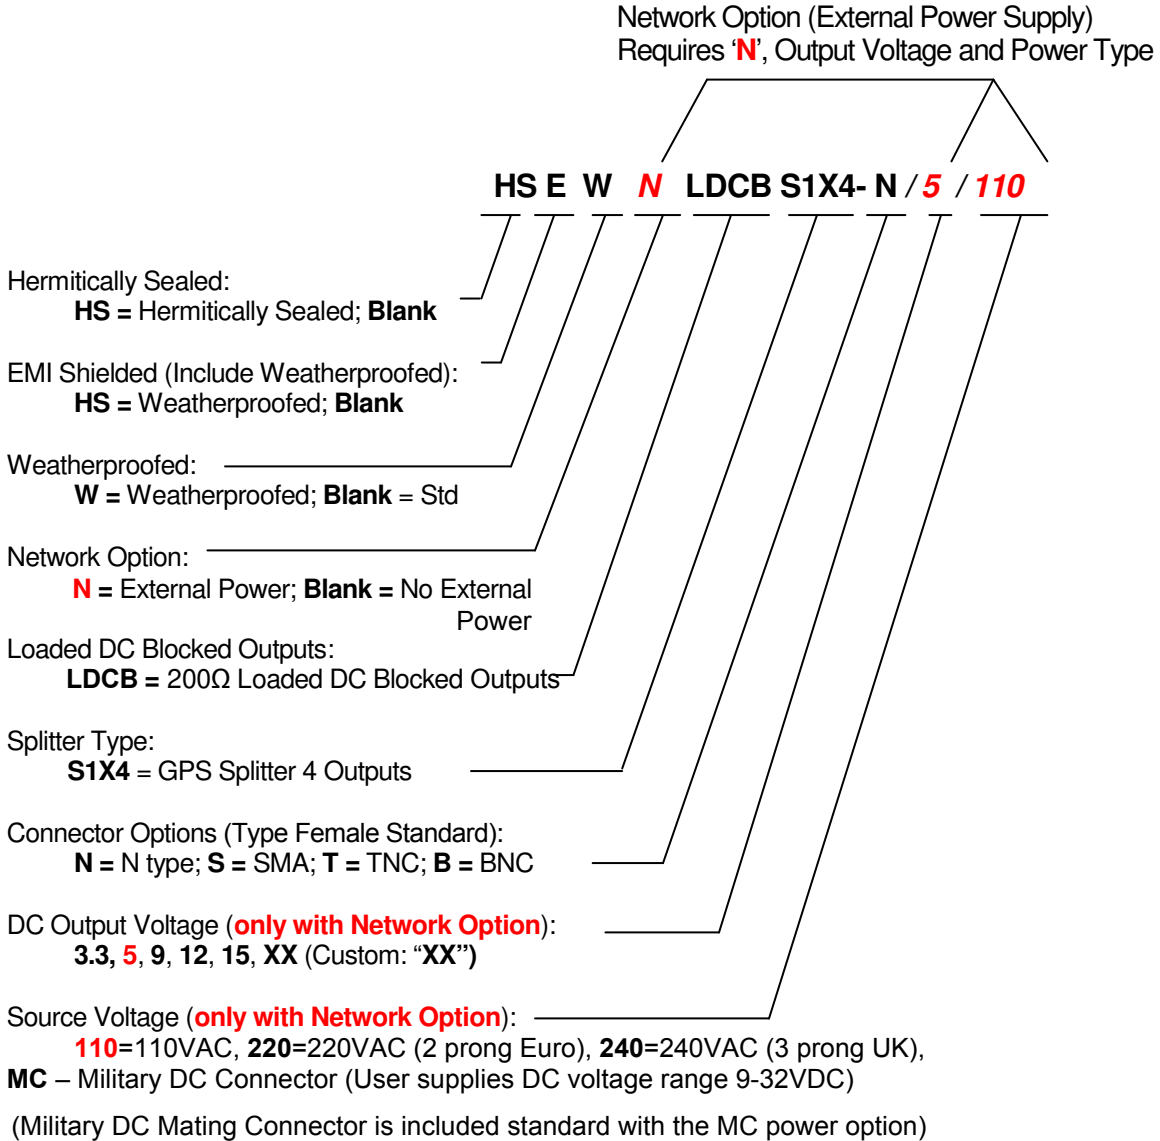 Network Option (External Power Supply)
Requires ‘N’, Output Voltage and Power Type
HS E W N LDCB S1X4- N / 5 / 110
Hermitically Sealed:
HS = Hermitically Sealed; Blank
EMI Shielded (Include Weatherproofed):
HS = Weatherproofed; Blank
Weatherproofed:
W = Weatherproofed; Blank = Std
Network Option:
N = External Power; Blank = No External
Power
Loaded DC Blocked Outputs:
LDCB = 200Ω Loaded DC Blocked Outputs
Splitter Type:
S1X4 = GPS Splitter 4 Outputs
Connector Options (Type Female Standard):
N = N type; S = SMA; T = TNC; B = BNC
DC Output Voltage (only with Network Option):
3.3, 5, 9, 12, 15, XX (Custom: “XX”)
Source Voltage (only with Network Option):
110=110VAC, 220=220VAC (2 prong Euro), 240=240VAC (3 prong UK),
MC – Military DC Connector (User supplies DC voltage range 9-32VDC)
(Military DC Mating Connector is included standard with the MC power option)